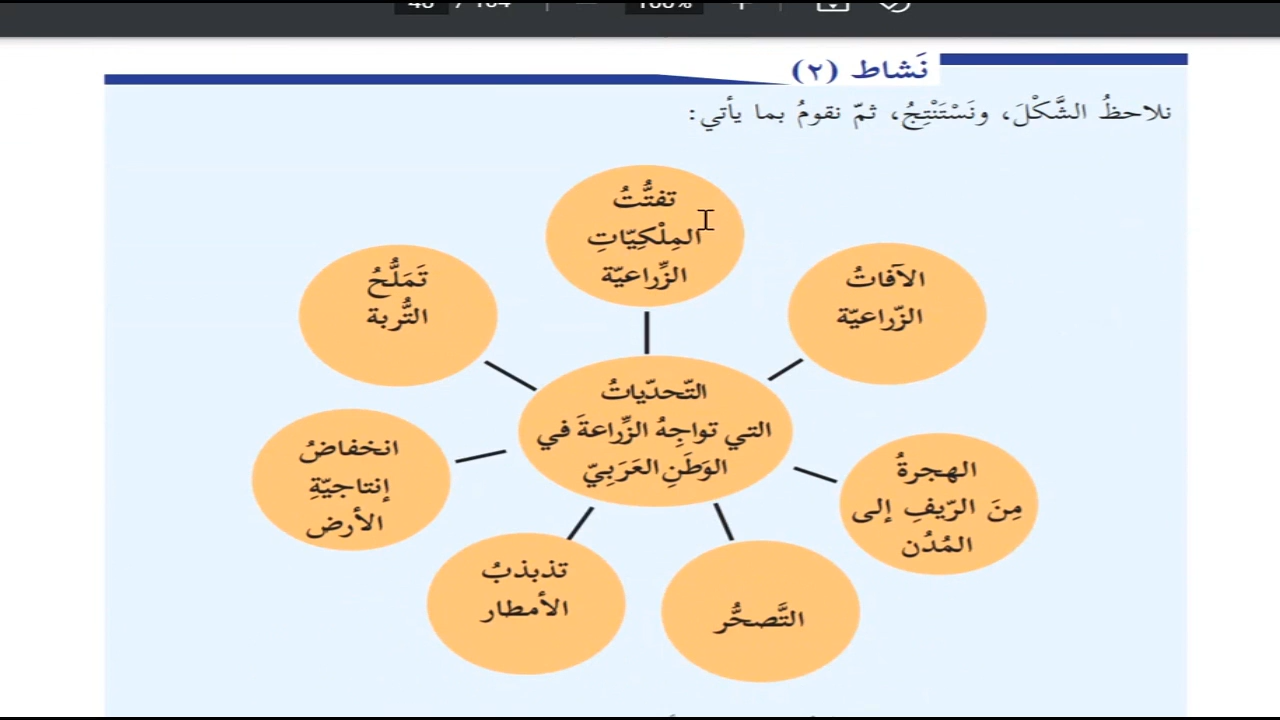 نَشاط (٢)
نلاحظُ الشَّكْلَ، ونَسْتَنْتِجُ، ثمّ نقومُ بما يأتي:
تفتُّتُ
المِلْكِيّاتِ
الزِّراعيّة
الآفاتُ
الزّراعيّة
تَمَلُّحُ
التُّربة
التّحدّياتُ
التي تواجِهُ الزِّراعةَ في
الوَطَنِ العَرَبِيّ
الهجرةُ
مِنَ الرّيفِ إلى
المُدُن
انخفاضُ
إنتاجيّةِ
الأرض
التَّصحُّر
تذبذبُ
الأمطار